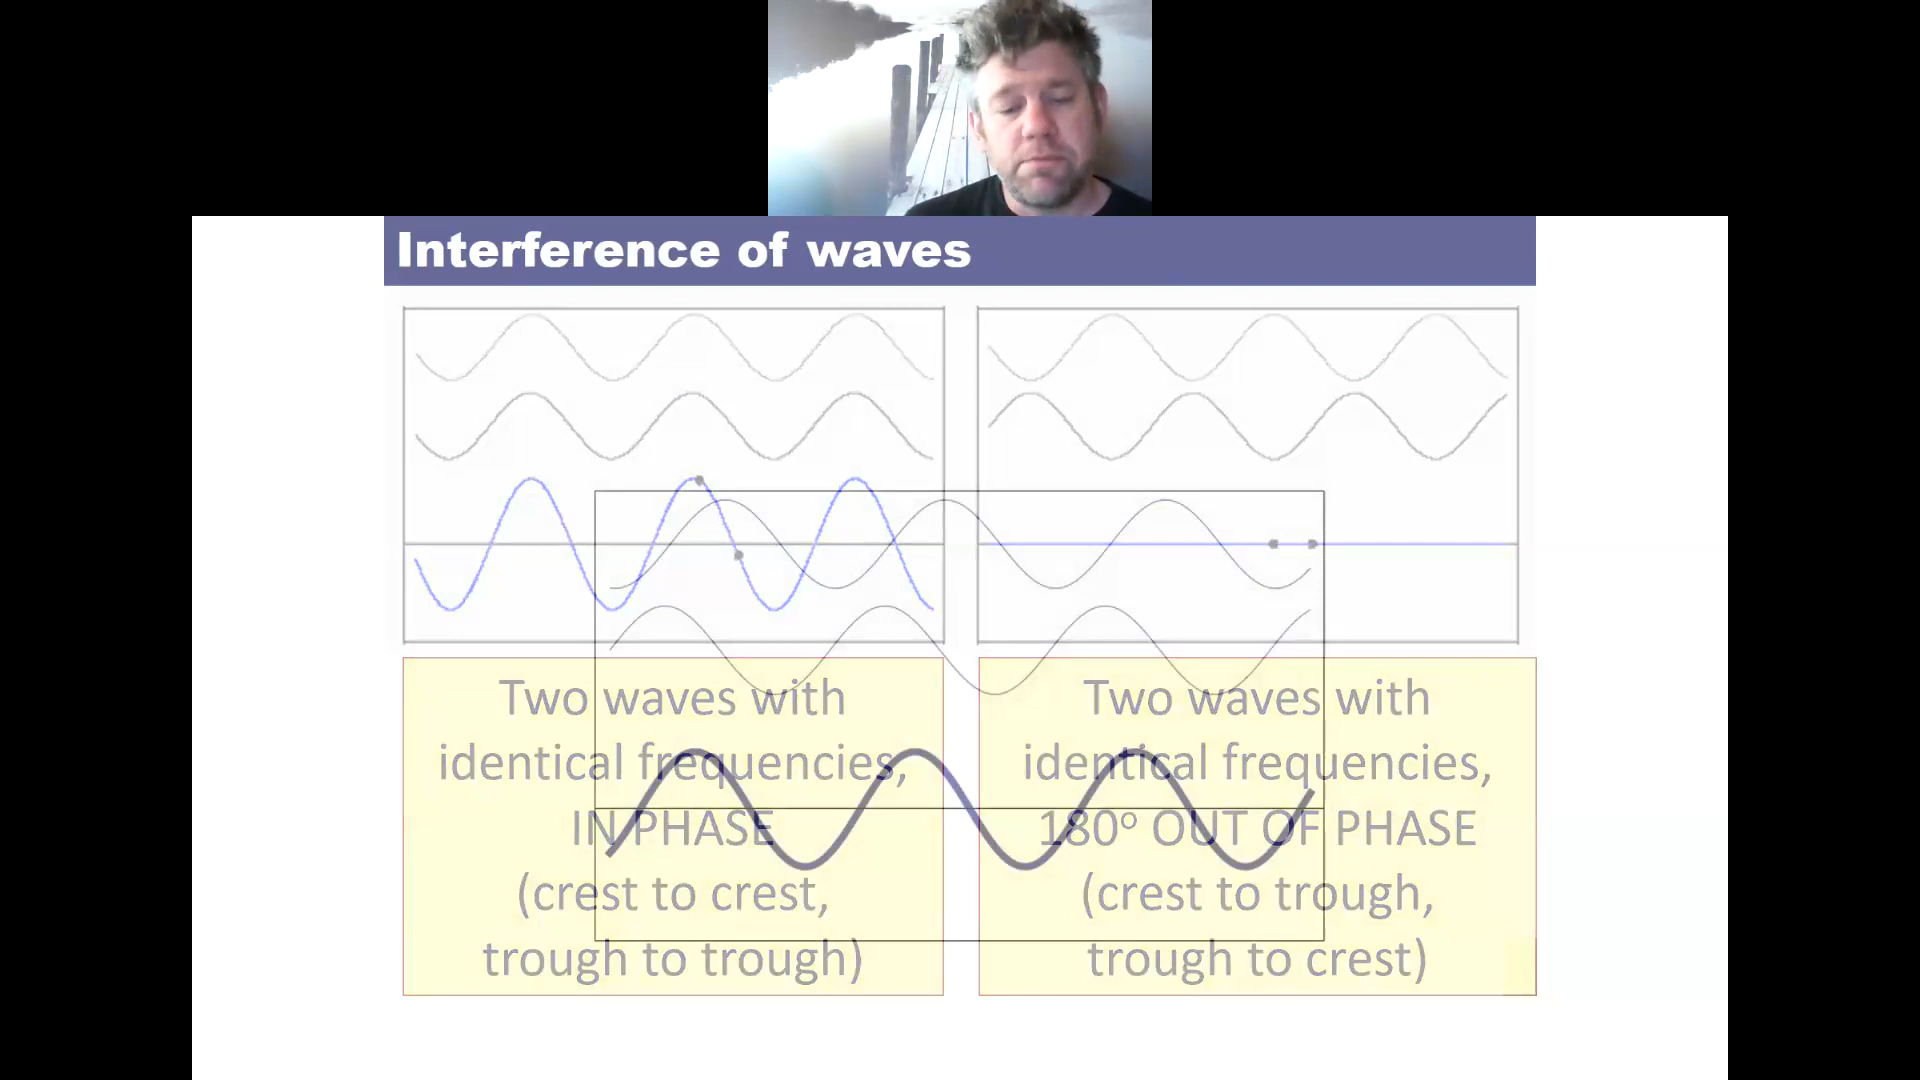 Interference of waves
Two waves with
identical frequencies,
IN PHASE
(crest to crest,
trough to trough)
Two waves with
identical frequencies,
180º OUT OF PHASE
(crest to trough,
trough to crest)